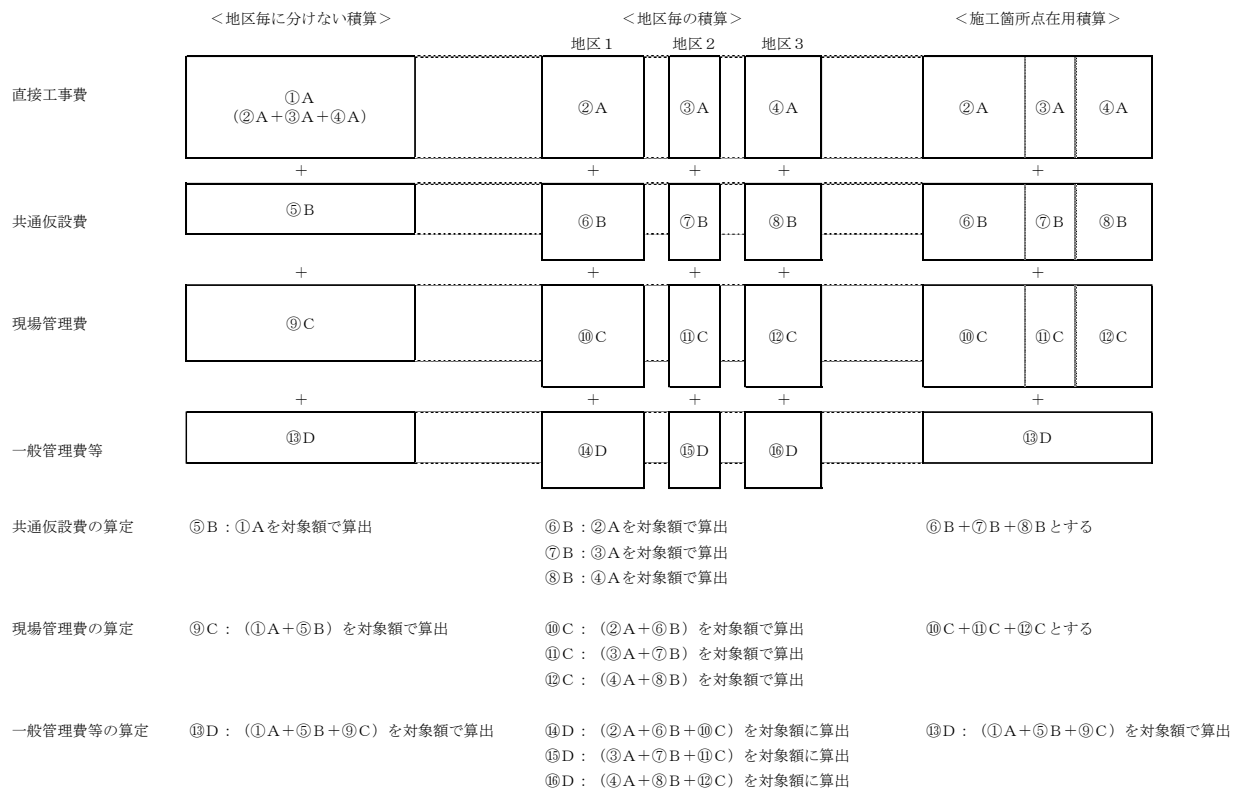 ＜地区毎に分けない積算＞ ＜地区毎の積算＞ ＜施工箇所点在用積算＞
地区１ 地区２ 地区３
直接工事費 ①Ａ ②Ａ ③Ａ ④Ａ ②Ａ ③Ａ ④Ａ
（②Ａ＋③Ａ＋④Ａ）
＋ ＋ ＋ ＋ ＋
共通仮設費 ⑤Ｂ ⑥Ｂ ⑦Ｂ ⑧Ｂ ⑥Ｂ ⑦Ｂ ⑧Ｂ
＋ ＋ ＋ ＋ ＋
現場管理費 ⑨Ｃ ⑩Ｃ ⑪Ｃ ⑫Ｃ ⑩Ｃ ⑪Ｃ ⑫Ｃ
＋ ＋ ＋ ＋ ＋
一般管理費等 ⑬Ｄ ⑭Ｄ ⑮Ｄ ⑯Ｄ ⑬Ｄ
共通仮設費の算定 ⑤Ｂ：①Ａを対象額で算出 ⑥Ｂ：②Ａを対象額で算出 ⑥Ｂ＋⑦Ｂ＋⑧Ｂとする
⑦Ｂ：③Ａを対象額で算出
⑧Ｂ：④Ａを対象額で算出
現場管理費の算定 ⑨Ｃ：（①Ａ＋⑤Ｂ）を対象額で算出 ⑩Ｃ：（②Ａ＋⑥Ｂ）を対象額で算出 ⑩Ｃ＋⑪Ｃ＋⑫Ｃとする
⑪Ｃ：（③Ａ＋⑦Ｂ）を対象額で算出
⑫Ｃ：（④Ａ＋⑧Ｂ）を対象額で算出
一般管理費等の算定 ⑬Ｄ：（①Ａ＋⑤Ｂ＋⑨Ｃ）を対象額で算出 ⑭Ｄ：（②Ａ＋⑥Ｂ＋⑩Ｃ）を対象額に算出 ⑬Ｄ：（①Ａ＋⑤Ｂ＋⑨Ｃ）を対象額で算出
⑮Ｄ：（③Ａ＋⑦Ｂ＋⑪Ｃ）を対象額に算出
⑯Ｄ：（④Ａ＋⑧Ｂ＋⑫Ｃ）を対象額に算出